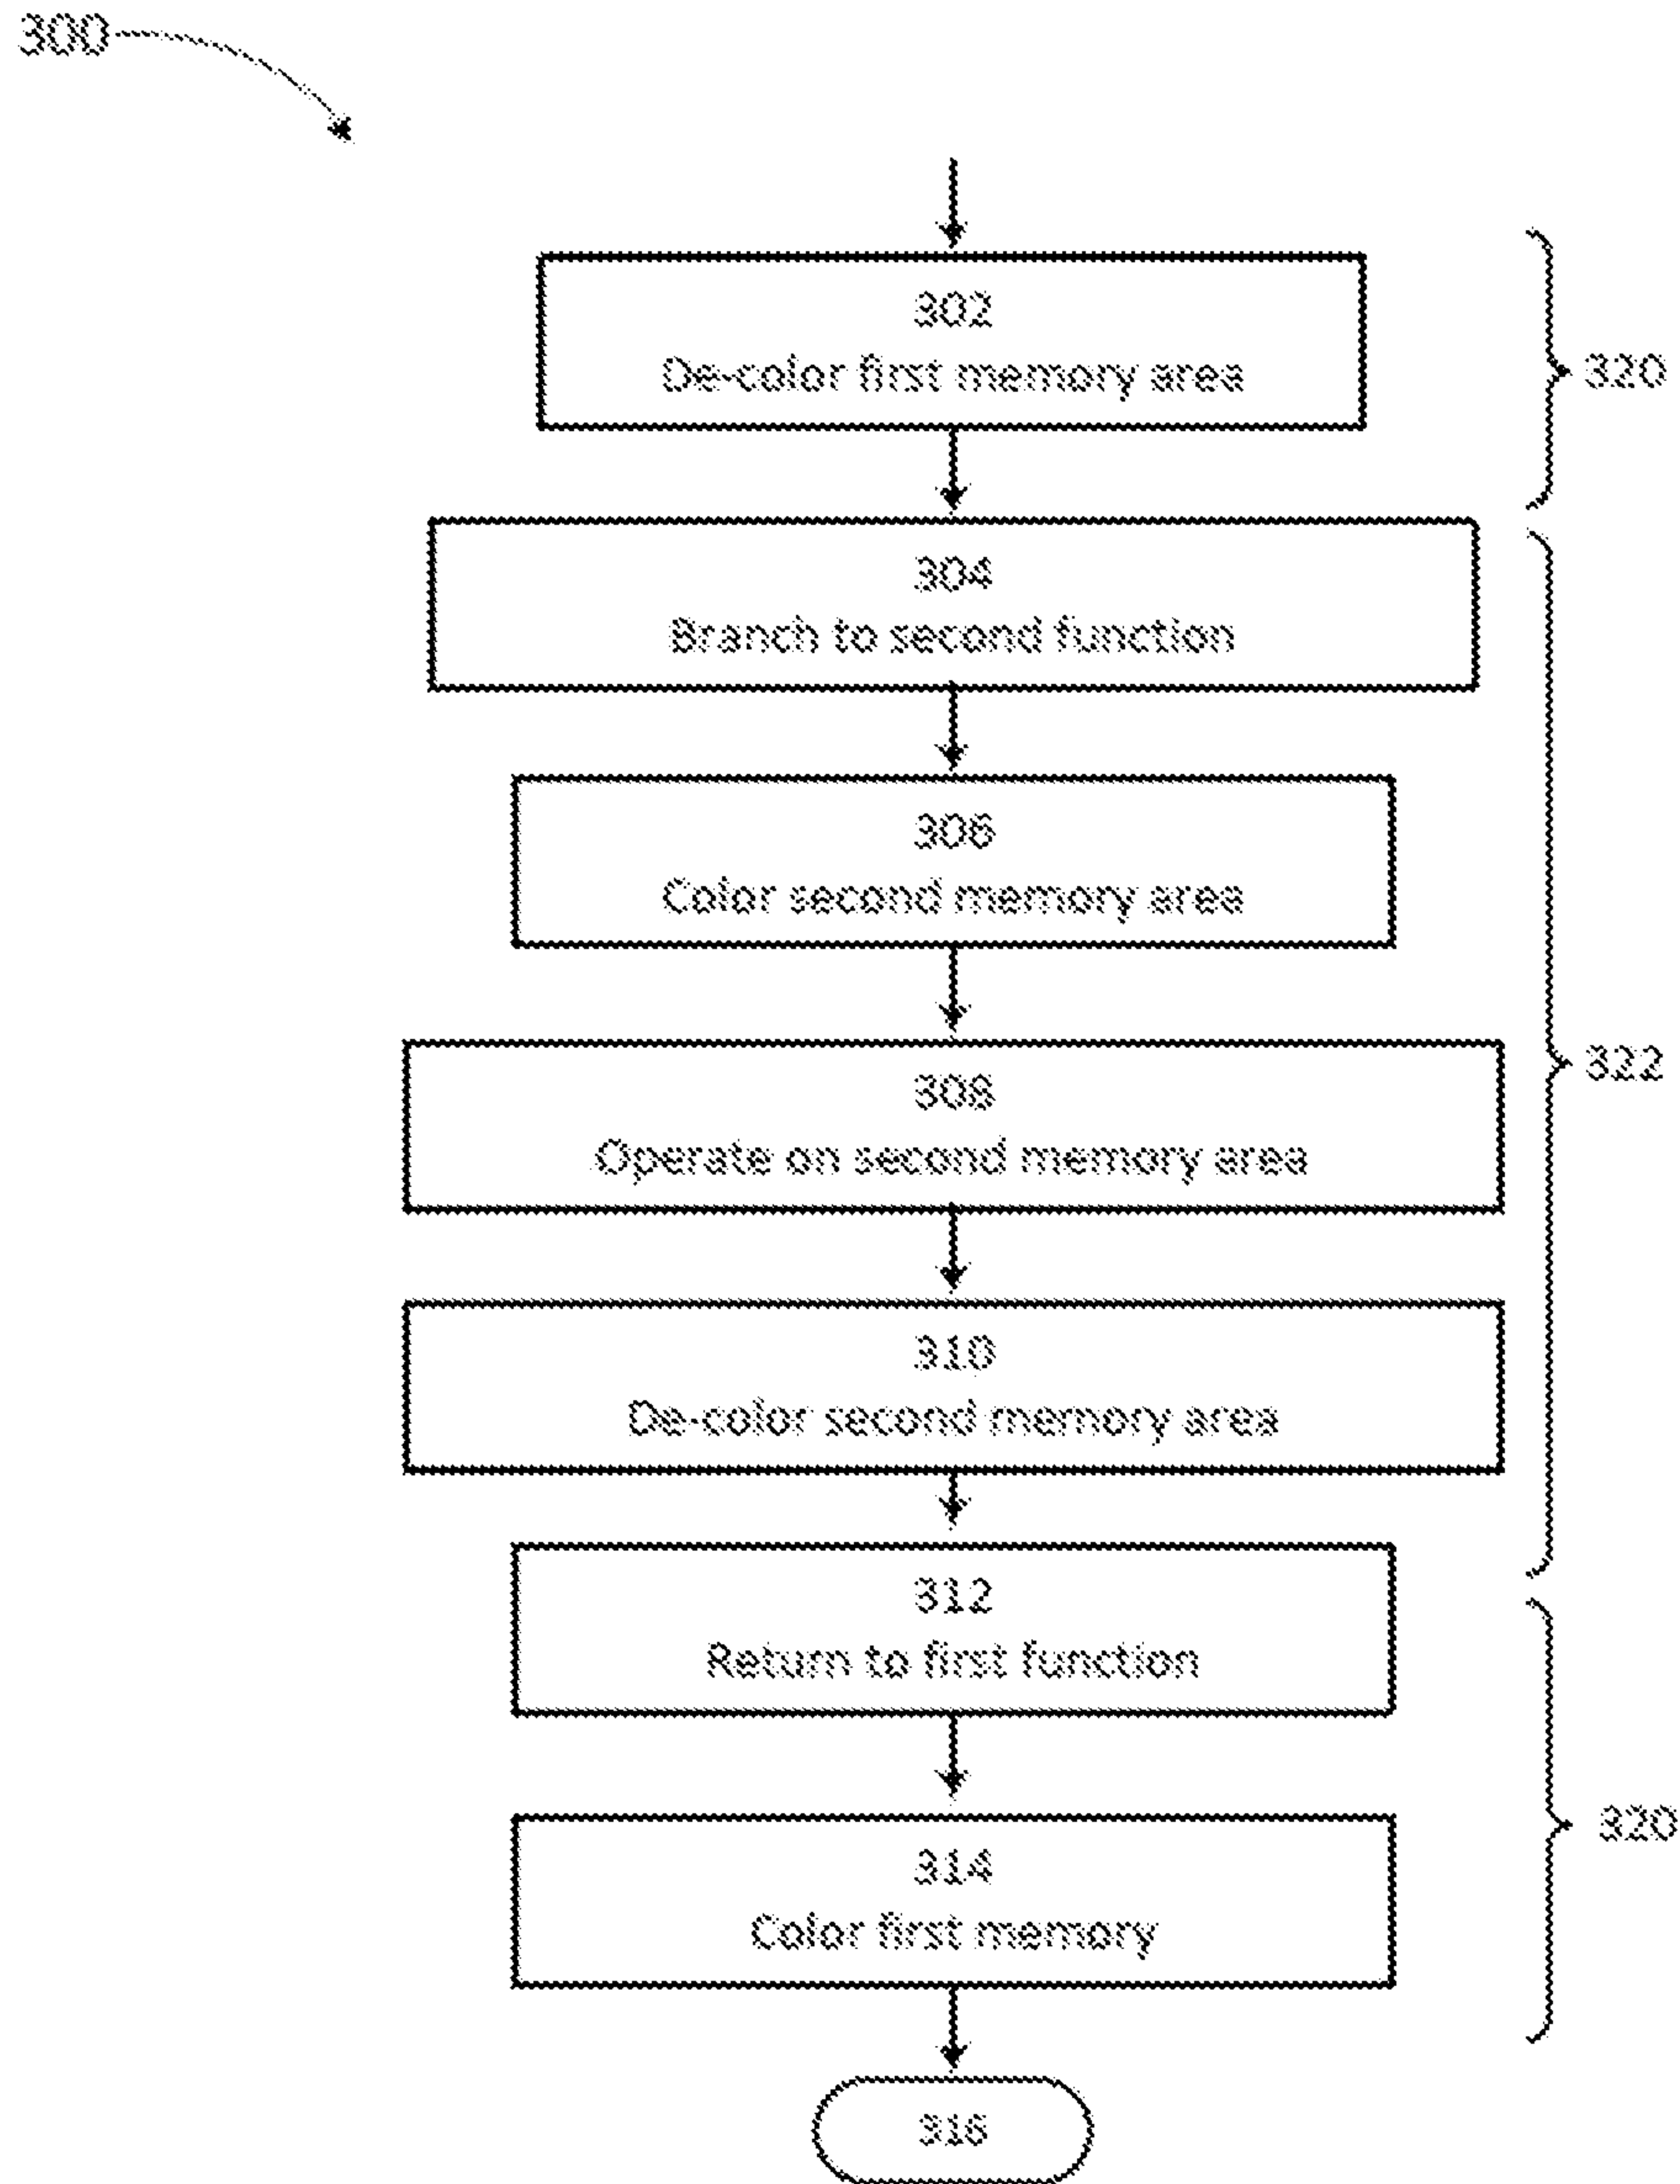 300
302
De-color first memory area
320
304
Branch to second function
306
Color second memory area
308
Operate on second memory area
322
310
De-color second memory area
312
Return to first function
314
Color first memory
320
316